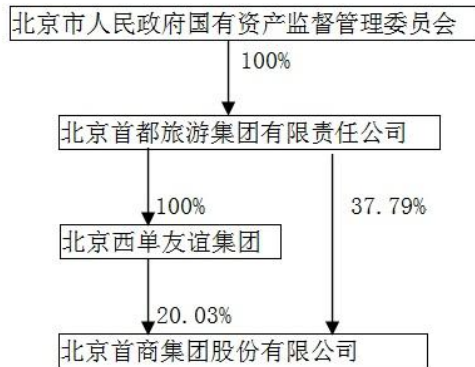 北京市人民政府国有资产监督管理委员会
100%
北京首都旅游集团有限责任公司
100%
37.79%
北京西单友谊集团
20.03%
北京首商集团股份有限公司